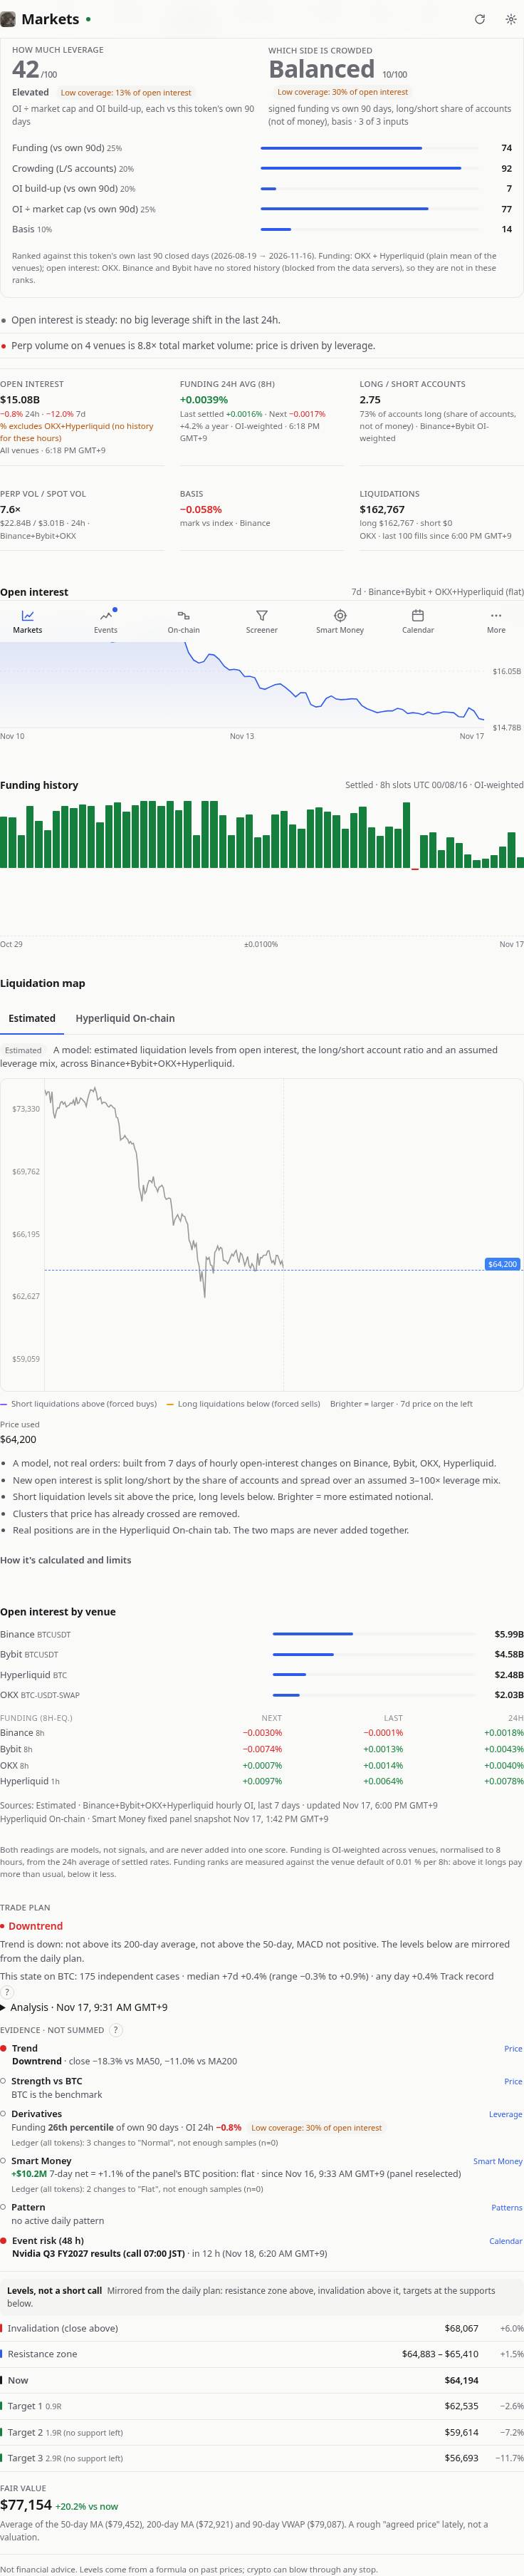 Markets
HOW MUCH LEVERAGE
42 /100
Elevated Low coverage: 13% of open interest
OI ÷ market cap and OI build-up, each vs this token's own 90
days
WHICH SIDE IS CROWDED
Balanced 10/100
Low coverage: 30% of open interest
signed funding vs own 90 days, long/short share of accounts
(not of money), basis · 3 of 3 inputs
Funding (vs own 90d) 25% 74
Crowding (L/S accounts) 20% 92
OI build-up (vs own 90d) 20% 7
OI ÷ market cap (vs own 90d) 25% 77
Basis 10% 14
Ranked against this token's own last 90 closed days (2026-08-19 → 2026-11-16). Funding: OKX + Hyperliquid (plain mean of the
venues); open interest: OKX. Binance and Bybit have no stored history (blocked from the data servers), so they are not in these
ranks.
Open interest is steady: no big leverage shift in the last 24h.
Perp volume on 4 venues is 8.8× total market volume: price is driven by leverage.
OPEN INTEREST
$15.08B
−0.8% 24h · −12.0% 7d
% excludes OKX+Hyperliquid (no history
for these hours)
All venues · 6:18 PM GMT+9
FUNDING 24H AVG (8H)
+0.0039%
Last settled +0.0016% · Next −0.0017%
+4.2% a year · OI-weighted · 6:18 PM
GMT+9
LONG / SHORT ACCOUNTS
2.75
73% of accounts long (share of accounts,
not of money) · Binance+Bybit OI-
weighted
PERP VOL / SPOT VOL
7.6×
$22.84B / $3.01B · 24h ·
Binance+Bybit+OKX
BASIS
−0.058%
mark vs index · Binance
LIQUIDATIONS
$162,767
long $162,767 · short $0
OKX · last 100 fills since 6:00 PM GMT+9
Open interest 7d · Binance+Bybit + OKX+Hyperliquid (flat)
Markets Events On-chain Screener Smart Money Calendar More
$16.05B
$14.78B
Nov 10 Nov 13 Nov 17
Funding history Settled · 8h slots UTC 00/08/16 · OI-weighted
Oct 29 ±0.0100% Nov 17
Liquidation map
Estimated Hyperliquid On-chain
Estimated A model: estimated liquidation levels from open interest, the long/short account ratio and an assumed
leverage mix, across Binance+Bybit+OKX+Hyperliquid.
$73,330
$69,762
$66,195
$64,200
$62,627
$59,059
Short liquidations above (forced buys) Long liquidations below (forced sells) Brighter = larger · 7d price on the left
Price used
$64,200
A model, not real orders: built from 7 days of hourly open-interest changes on Binance, Bybit, OKX, Hyperliquid.
New open interest is split long/short by the share of accounts and spread over an assumed 3–100× leverage mix.
Short liquidation levels sit above the price, long levels below. Brighter = more estimated notional.
Clusters that price has already crossed are removed.
Real positions are in the Hyperliquid On-chain tab. The two maps are never added together.
How it's calculated and limits
Open interest by venue
Binance BTCUSDT $5.99B
Bybit BTCUSDT $4.58B
Hyperliquid BTC $2.48B
OKX BTC-USDT-SWAP $2.03B
FUNDING (8H-EQ.) NEXT LAST 24H
Binance 8h −0.0030% −0.0001% +0.0018%
Bybit 8h −0.0074% +0.0013% +0.0043%
OKX 8h +0.0007% +0.0014% +0.0040%
Hyperliquid 1h +0.0097% +0.0064% +0.0078%
Sources: Estimated · Binance+Bybit+OKX+Hyperliquid hourly OI, last 7 days · updated Nov 17, 6:00 PM GMT+9
Hyperliquid On-chain · Smart Money fixed panel snapshot Nov 17, 1:42 PM GMT+9
Both readings are models, not signals, and are never added into one score. Funding is OI-weighted across venues, normalised to 8
hours, from the 24h average of settled rates. Funding ranks are measured against the venue default of 0.01 % per 8h: above it longs pay
more than usual, below it less.
TRADE PLAN
Downtrend
Trend is down: not above its 200-day average, not above the 50-day, MACD not positive. The levels below are mirrored
from the daily plan.
This state on BTC: 175 independent cases · median +7d +0.4% (range −0.3% to +0.9%) · any day +0.4% Track record
?
Analysis · Nov 17, 9:31 AM GMT+9
EVIDENCE · NOT SUMMED ?
Trend Price
Downtrend · close −18.3% vs MA50, −11.0% vs MA200
Strength vs BTC Price
BTC is the benchmark
Derivatives Leverage
Funding 26th percentile of own 90 days · OI 24h −0.8% Low coverage: 30% of open interest
Ledger (all tokens): 3 changes to "Normal", not enough samples (n=0)
Smart Money Smart Money
+$10.2M 7-day net = +1.1% of the panel's BTC position: flat · since Nov 16, 9:33 AM GMT+9 (panel reselected)
Ledger (all tokens): 2 changes to "Flat", not enough samples (n=0)
Pattern Patterns
no active daily pattern
Event risk (48 h) Calendar
Nvidia Q3 FY2027 results (call 07:00 JST) · in 12 h (Nov 18, 6:20 AM GMT+9)
Levels, not a short call Mirrored from the daily plan: resistance zone above, invalidation above it, targets at the supports
below.
Invalidation (close above) $68,067 +6.0%
Resistance zone $64,883 – $65,410 +1.5%
Now $64,194
Target 1 0.9R $62,535 −2.6%
Target 2 1.9R (no support left) $59,614 −7.2%
Target 3 2.9R (no support left) $56,693 −11.7%
FAIR VALUE
$77,154 +20.2% vs now
Average of the 50-day MA ($79,452), 200-day MA ($72,921) and 90-day VWAP ($79,087). A rough "agreed price" lately, not a
valuation.
Not financial advice. Levels come from a formula on past prices; crypto can blow through any stop.